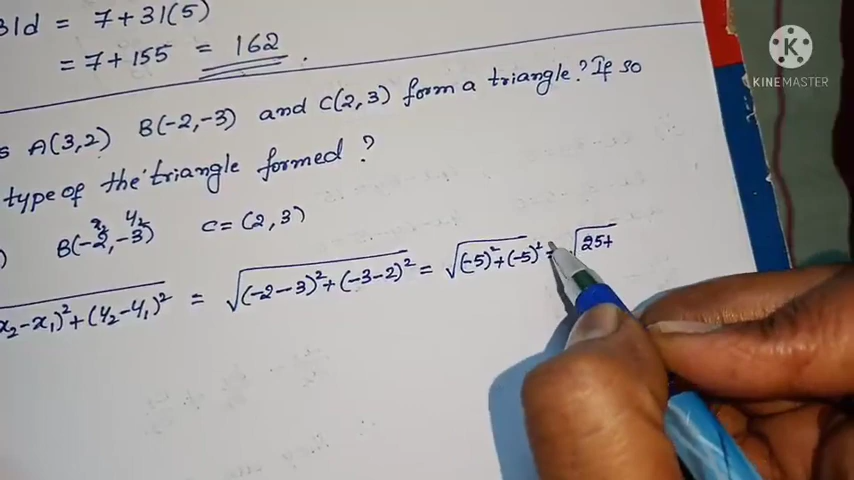 31d = 7+31(5)
= 7+155 = 162
KINEMASTER
A(3,2) B(-2,-3) and C(2,3) form a triangle? If so
type of the triangle formed ?
x₂ y₂
) B(-2,-3) C=(2,3)
x₂-x₁)²+(y₂-y₁)² = √(-2-3)²+(-3-2)² = √(-5)²+(-5)² = √25+